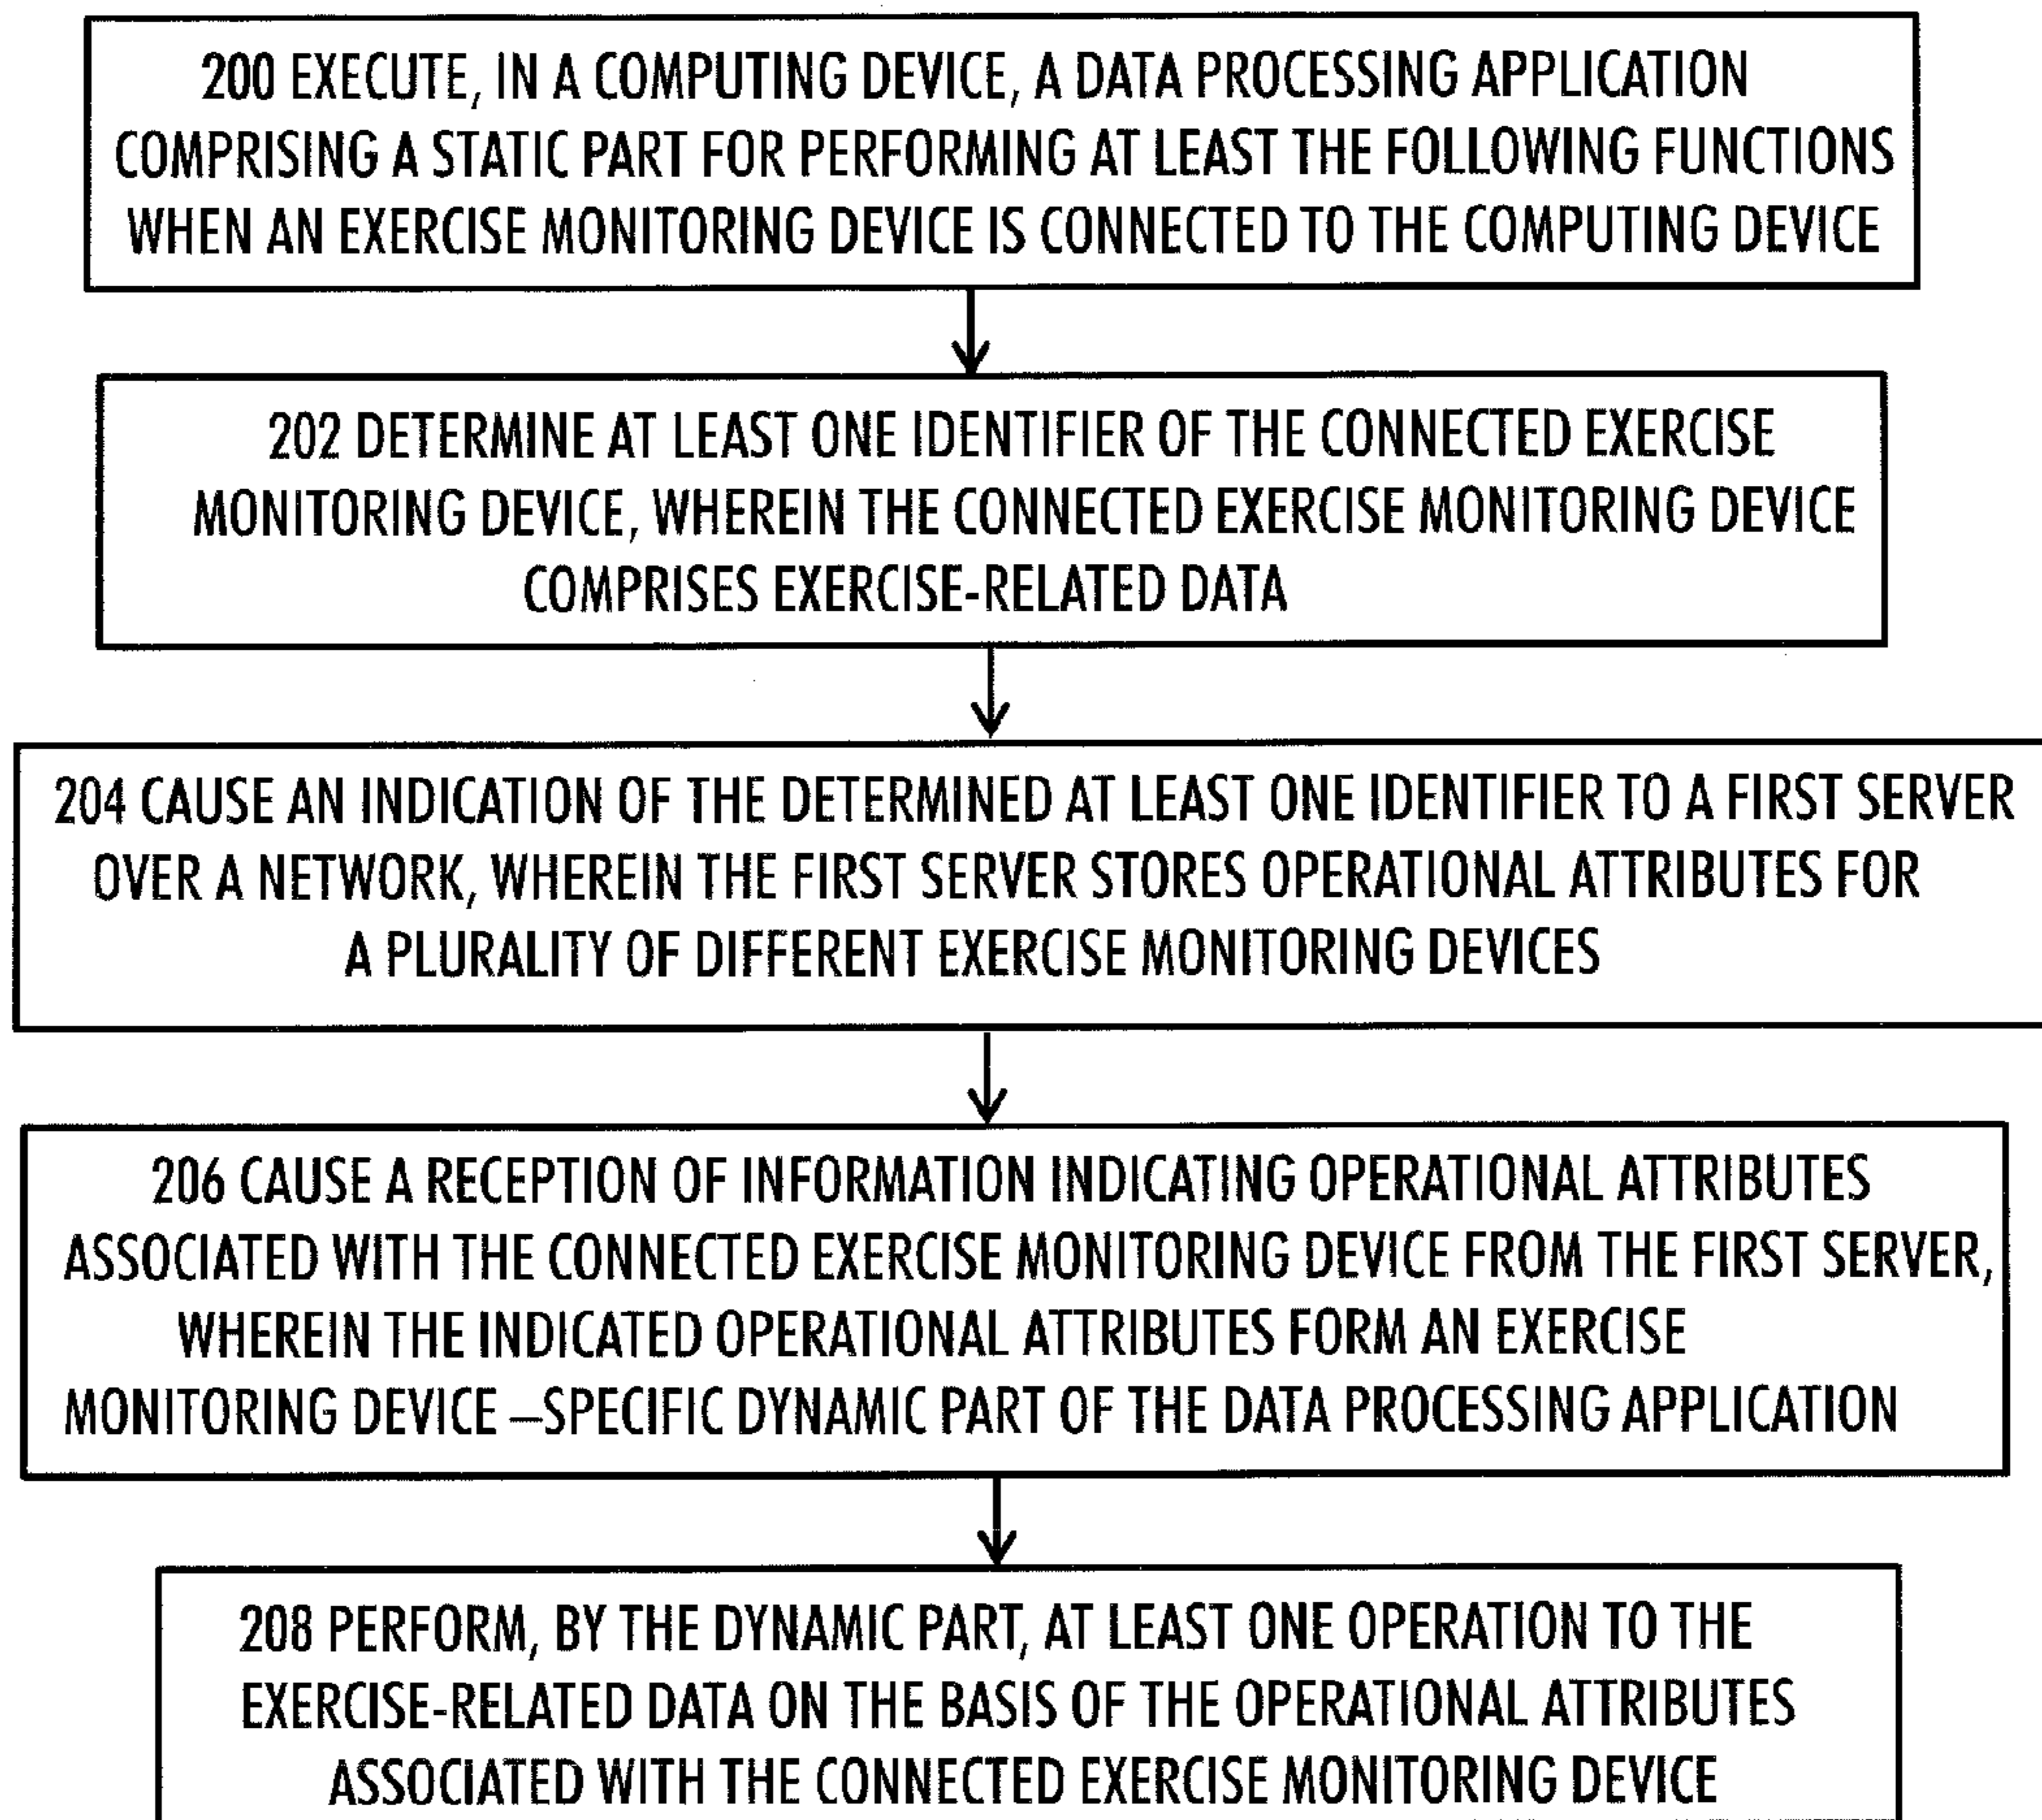 200 EXECUTE, IN A COMPUTING DEVICE, A DATA PROCESSING APPLICATION
COMPRISING A STATIC PART FOR PERFORMING AT LEAST THE FOLLOWING FUNCTIONS
WHEN AN EXERCISE MONITORING DEVICE IS CONNECTED TO THE COMPUTING DEVICE
202 DETERMINE AT LEAST ONE IDENTIFIER OF THE CONNECTED EXERCISE
MONITORING DEVICE, WHEREIN THE CONNECTED EXERCISE MONITORING DEVICE
COMPRISES EXERCISE-RELATED DATA
204 CAUSE AN INDICATION OF THE DETERMINED AT LEAST ONE IDENTIFIER TO A FIRST SERVER
OVER A NETWORK, WHEREIN THE FIRST SERVER STORES OPERATIONAL ATTRIBUTES FOR
A PLURALITY OF DIFFERENT EXERCISE MONITORING DEVICES
206 CAUSE A RECEPTION OF INFORMATION INDICATING OPERATIONAL ATTRIBUTES
ASSOCIATED WITH THE CONNECTED EXERCISE MONITORING DEVICE FROM THE FIRST SERVER,
WHEREIN THE INDICATED OPERATIONAL ATTRIBUTES FORM AN EXERCISE
MONITORING DEVICE –SPECIFIC DYNAMIC PART OF THE DATA PROCESSING APPLICATION
208 PERFORM, BY THE DYNAMIC PART, AT LEAST ONE OPERATION TO THE
EXERCISE-RELATED DATA ON THE BASIS OF THE OPERATIONAL ATTRIBUTES
ASSOCIATED WITH THE CONNECTED EXERCISE MONITORING DEVICE